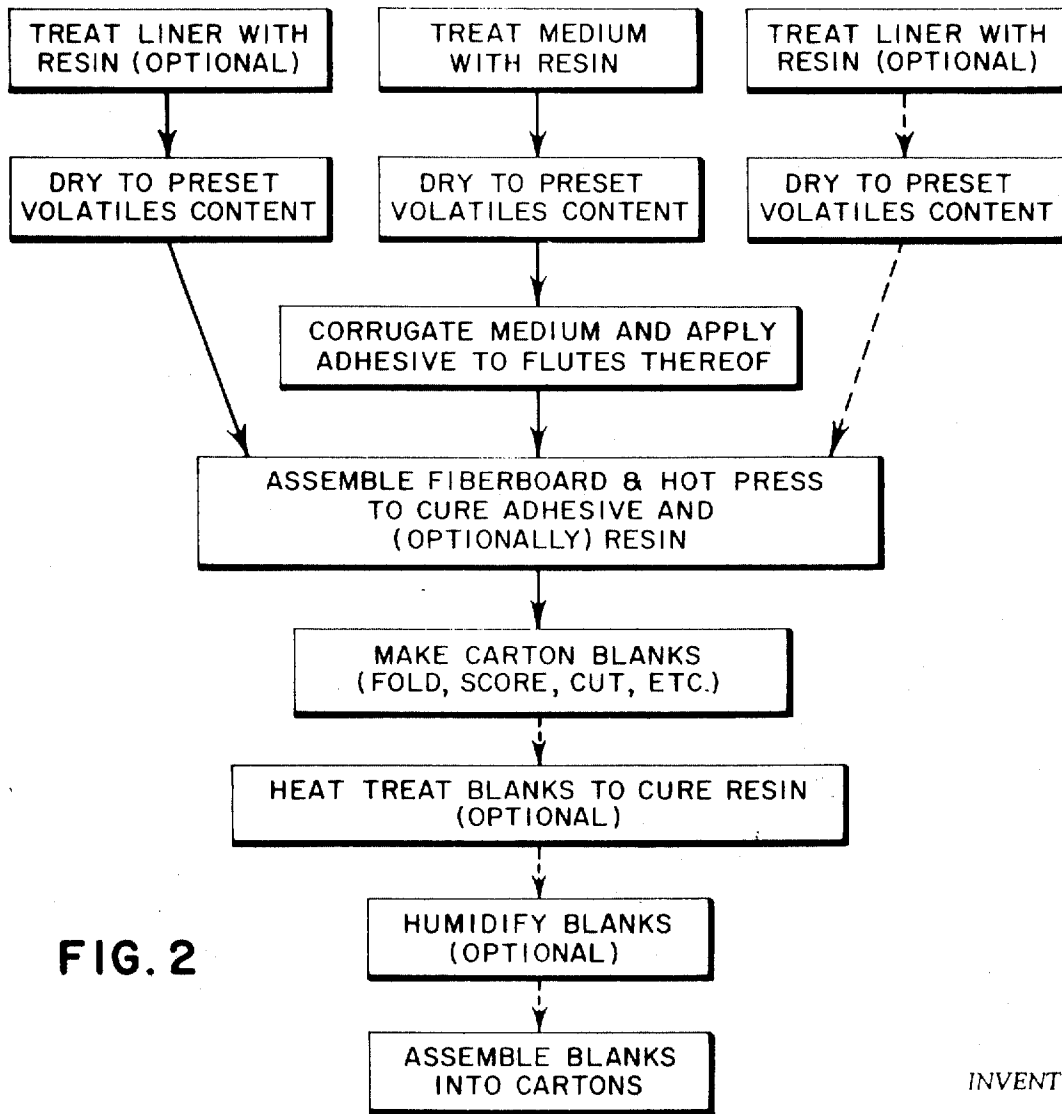 TREAT LINER WITH
RESIN (OPTIONAL)
TREAT MEDIUM
WITH RESIN
TREAT LINER WITH
RESIN (OPTIONAL)
DRY TO PRESET
VOLATILES CONTENT
DRY TO PRESET
VOLATILES CONTENT
DRY TO PRESET
VOLATILES CONTENT
CORRUGATE MEDIUM AND APPLY
ADHESIVE TO FLUTES THEREOF
ASSEMBLE FIBERBOARD & HOT PRESS
TO CURE ADHESIVE AND
(OPTIONALLY) RESIN
MAKE CARTON BLANKS
(FOLD, SCORE, CUT, ETC.)
HEAT TREAT BLANKS TO CURE RESIN
(OPTIONAL)
HUMIDIFY BLANKS
(OPTIONAL)
FIG. 2
ASSEMBLE BLANKS
INTO CARTONS
INVENT